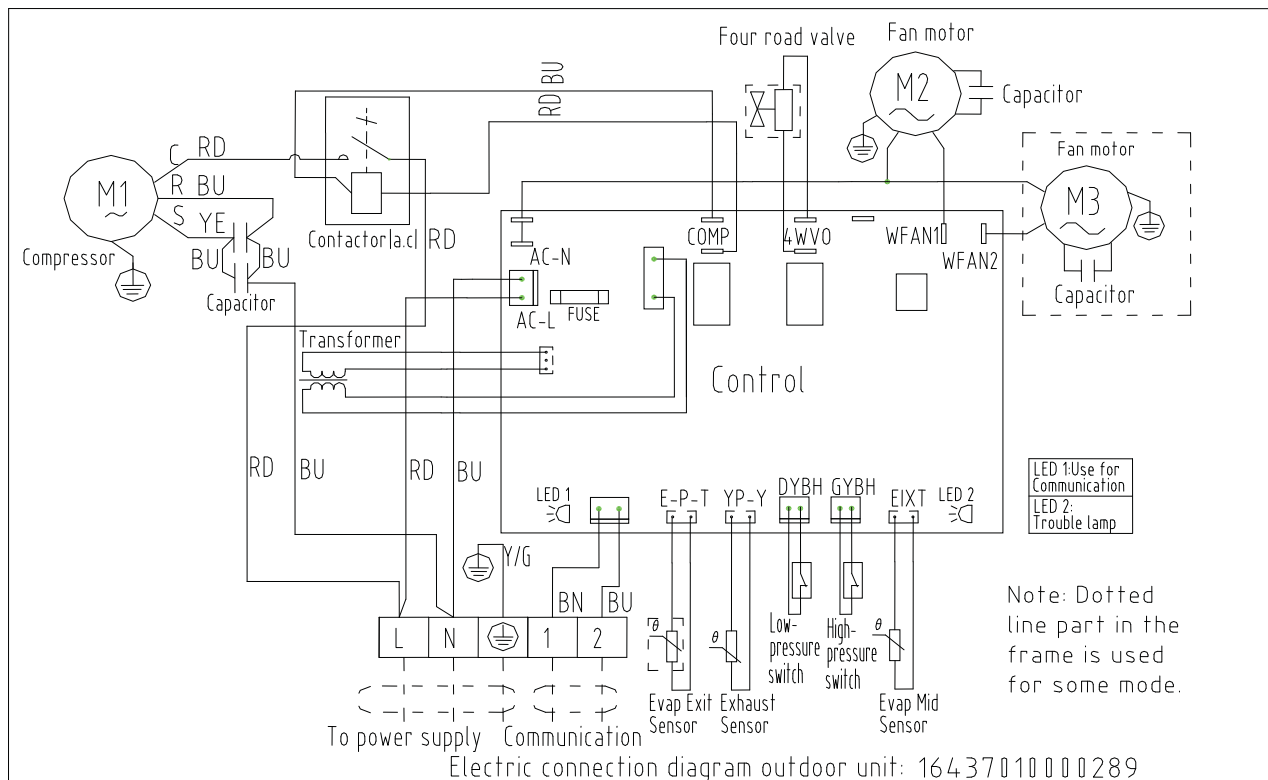 Four road valve
Fan motor
M2
Capacitor
BU
RD
C RD
R BU
S YE
BU
BU
M1
~
Compressor
Capacitor
Contactor(a.c)
RD
Fan motor
M3
~
Capacitor
COMP
4WVO
WFAN1
WFAN2
AC-N
AC-L
FUSE
Transformer
Control
RD
BU
RD
BU
LED 1
E-P-T
YP-Y
DYBH
GYBH
EIXT
LED 2
LED 1:Use for
Communication
LED 2:
Trouble lamp
Y/G
BN
BU
L
N
1
2
θ
θ
θ
Low-
pressure
switch
High-
pressure
switch
Evap Exit
Sensor
Exhaust
Sensor
Evap Mid
Sensor
Note: Dotted
line part in the
frame is used
for some mode.
To power supply
Communication
Electric connection diagram outdoor unit: 16437010000289